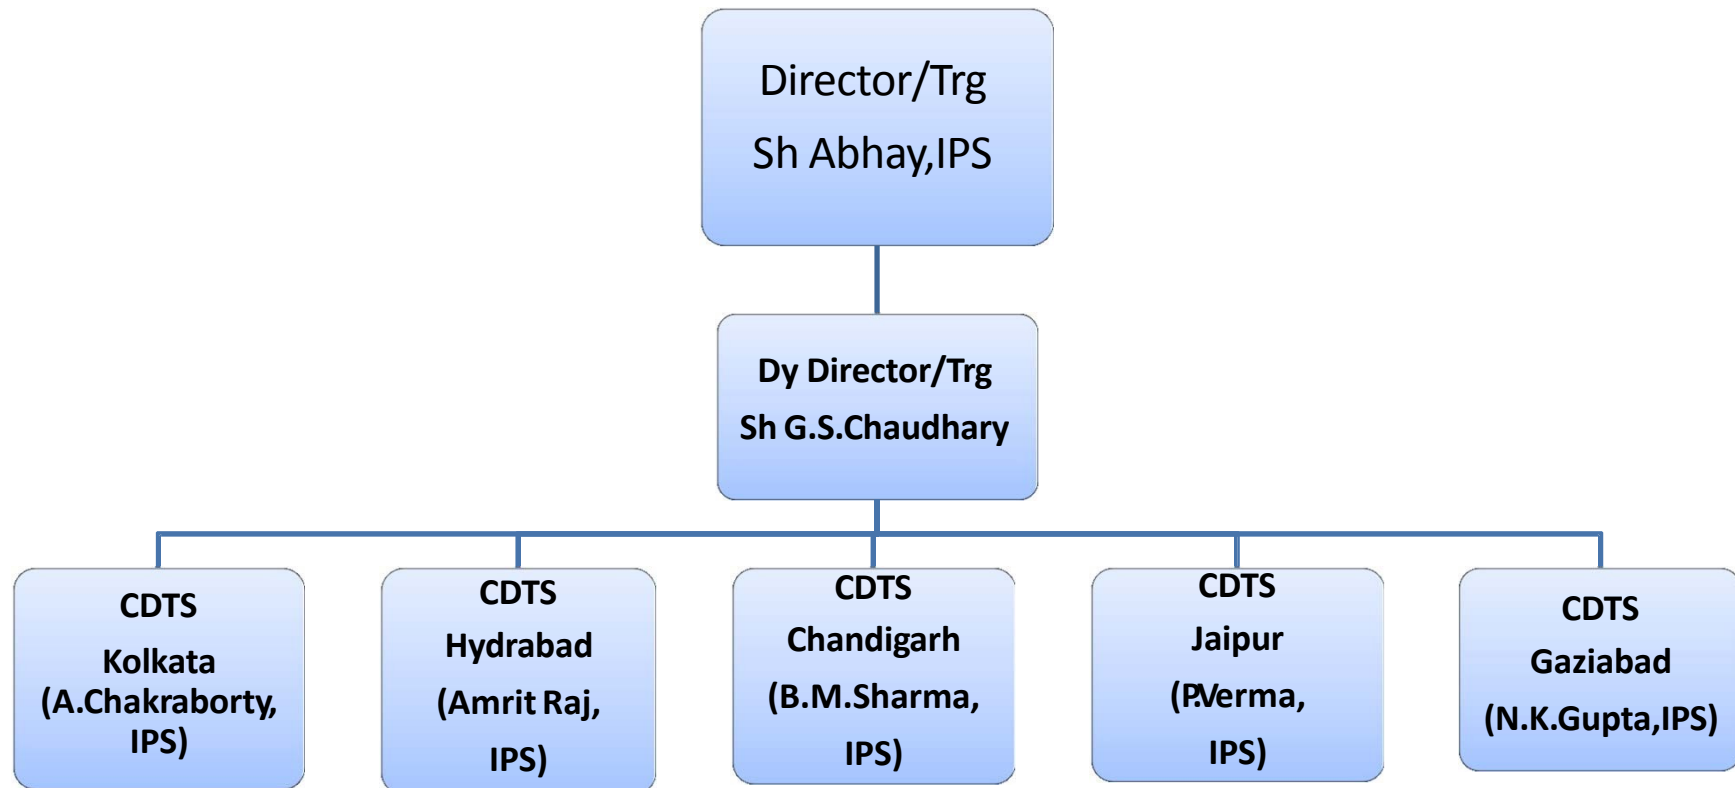 Director/Trg
Sh Abhay,IPS
Dy Director/Trg
Sh G.S.Chaudhary
CDTS
Kolkata
(A.Chakraborty,
IPS)
CDTS
Hydrabad
(Amrit Raj,
IPS)
CDTS
Chandigarh
(B.M.Sharma,
IPS)
CDTS
Jaipur
(P.Verma,
IPS)
CDTS
Gaziabad
(N.K.Gupta,IPS)